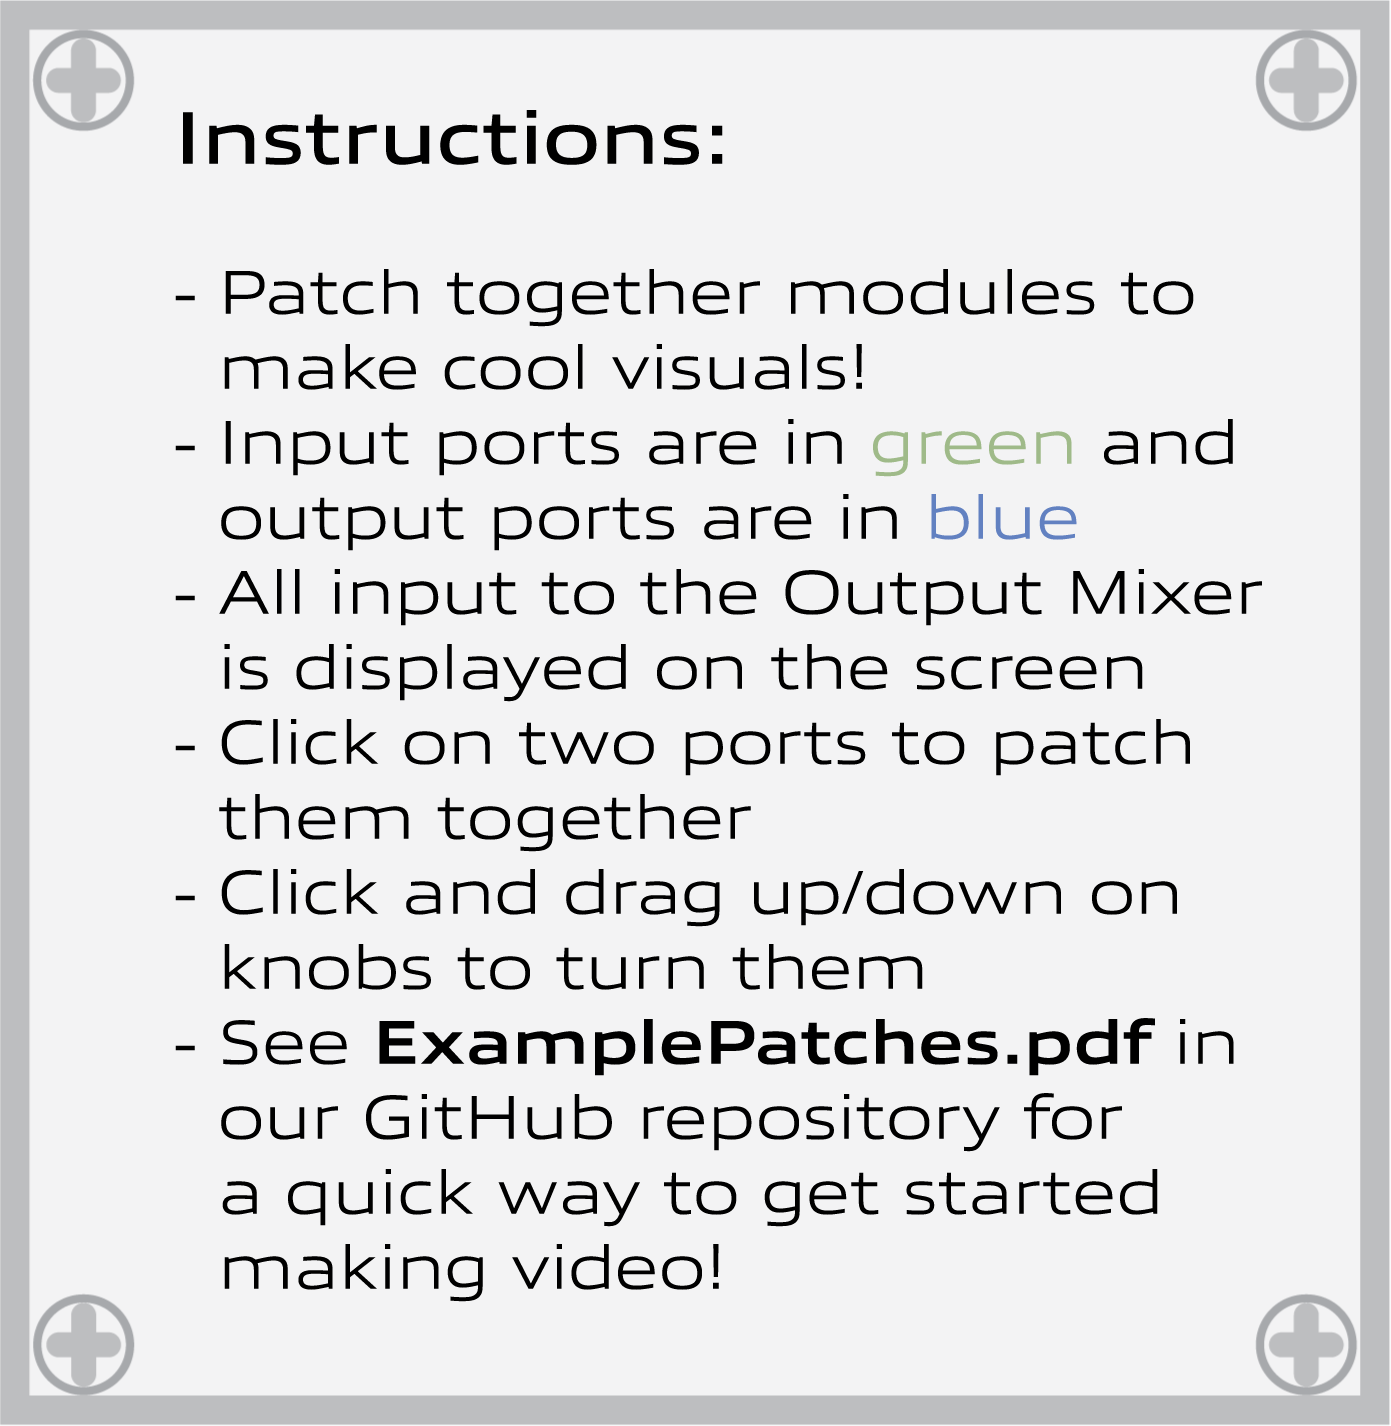 Instructions:
- Patch together modules to
make cool visuals!
- Input ports are in green and
output ports are in blue
- All input to the Output Mixer
is displayed on the screen
- Click on two ports to patch
them together
- Click and drag up/down on
knobs to turn them
- See ExamplePatches.pdf in
our GitHub repository for
a quick way to get started
making video!